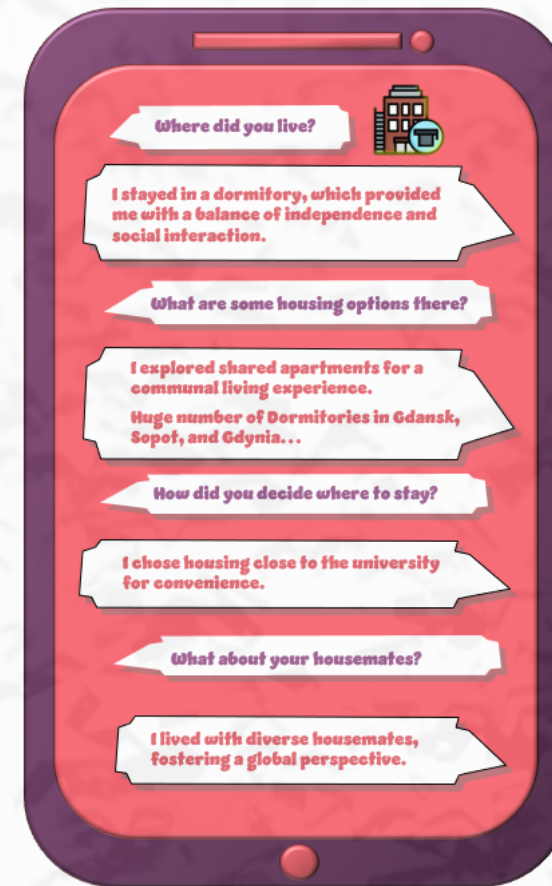 Where did you live?
I stayed in a dormitory, which provided
me with a balance of independence and
social interaction.
What are some housing options there?
I explored shared apartments for a
communal living experience.
Huge number of Dormitories in Gdansk,
Sopot, and Gdynia...
How did you decide where to stay?
I chose housing close to the university
for convenience.
What about your housemates?
I lived with diverse housemates,
fostering a global perspective.